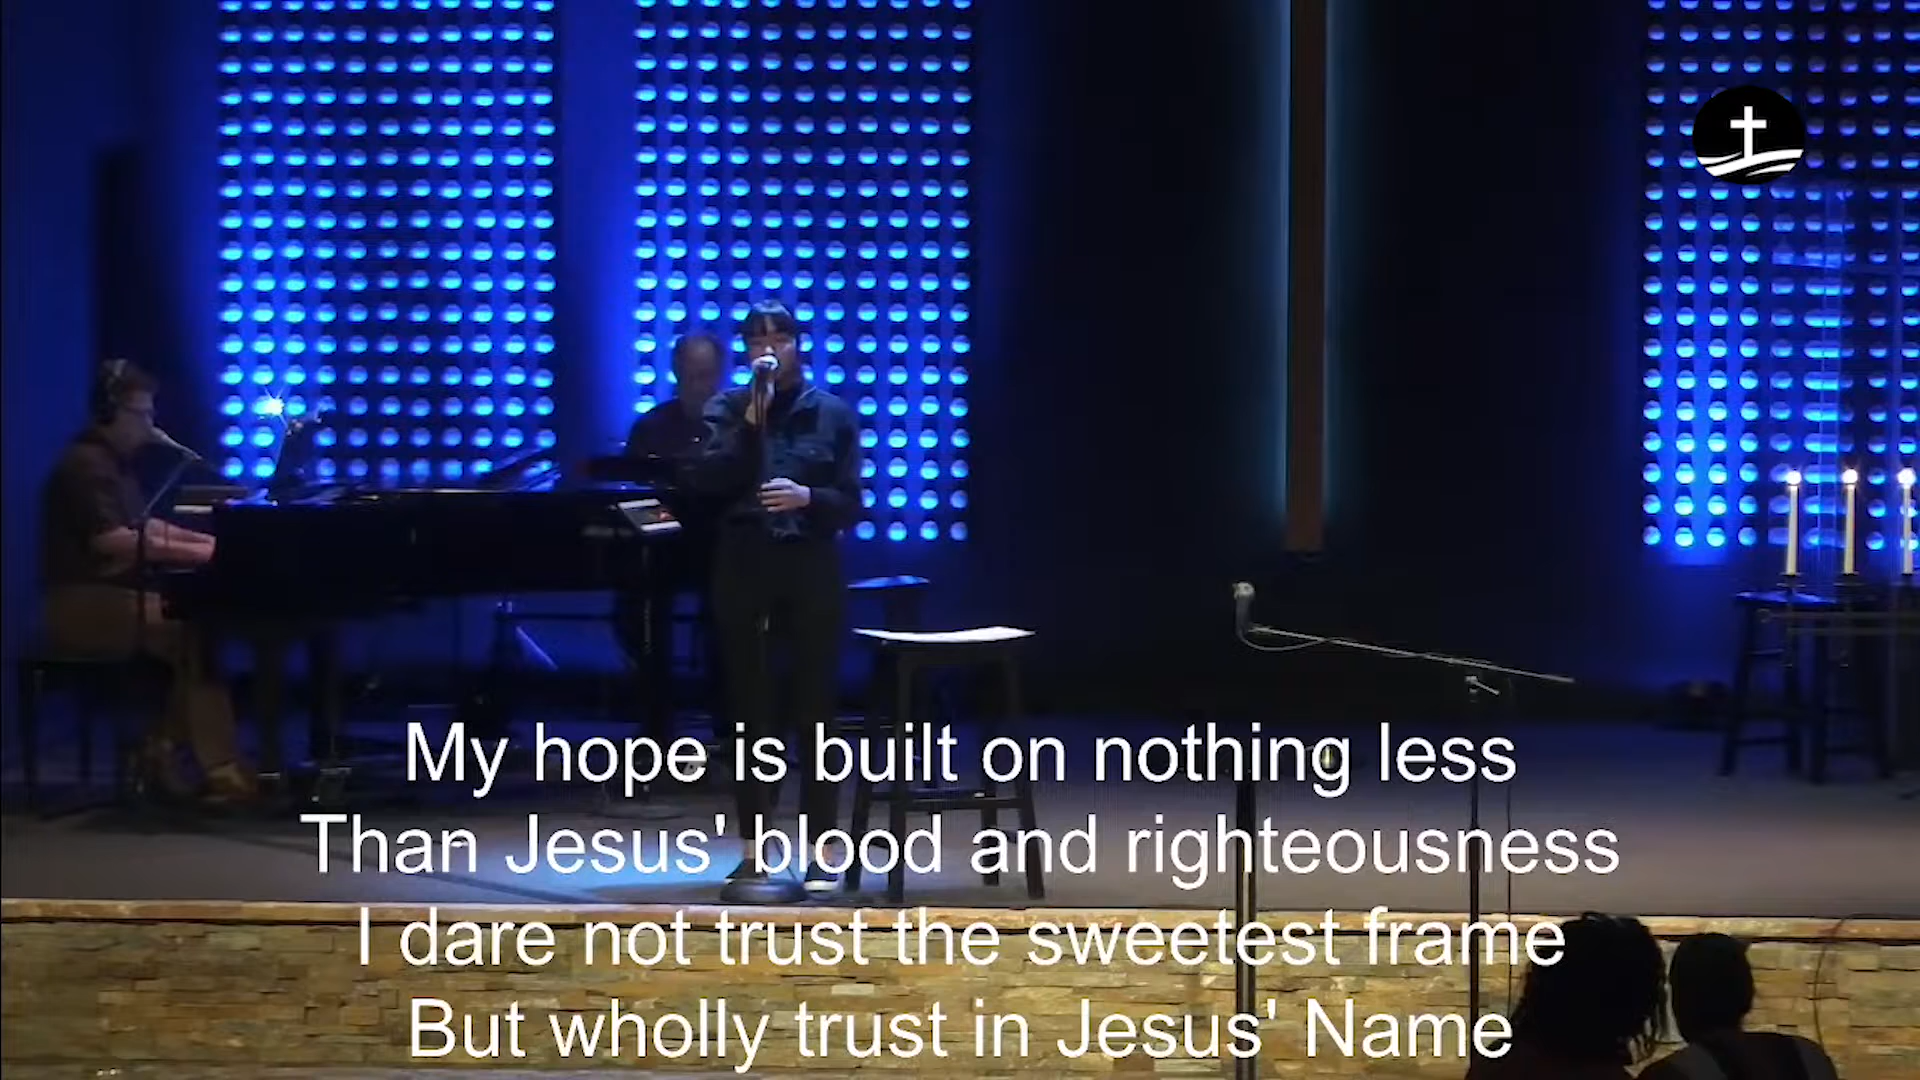 My hope is built on nothing less
Than Jesus' blood and righteousness
I dare not trust the sweetest frame
But wholly trust in Jesus' Name